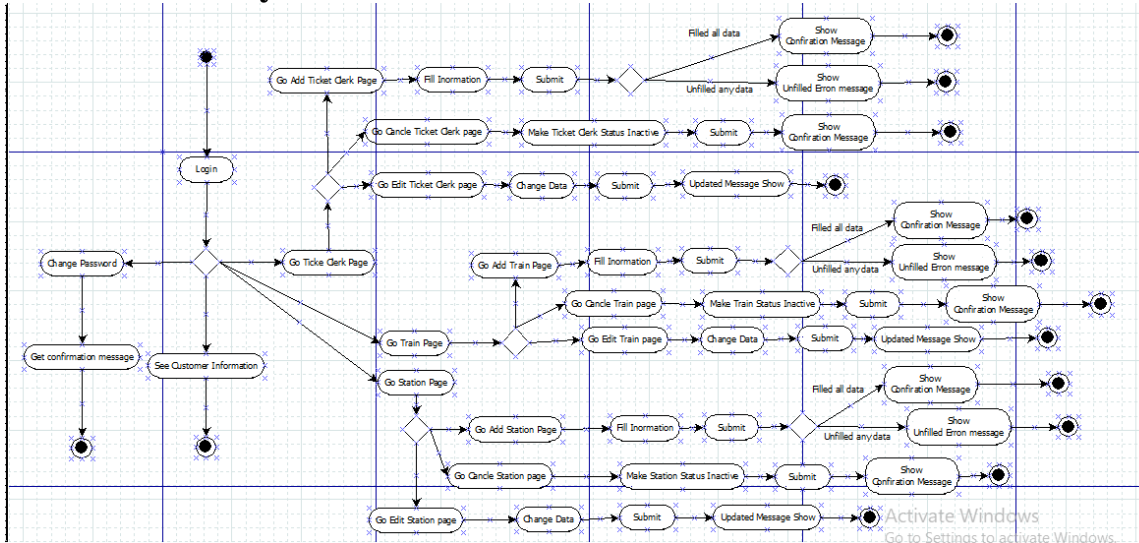 Show
Confiration Message
Filled all data
Go Add Ticket Clerk Page
Fill Inormation
Submit
Unfilled any data
Show
Unfilled Erron message
Go Cancle Ticket Clerk page
Make Ticket Clerk Status Inactive
Submit
Show
Confiration Message
Login
Go Edit Ticket Clerk page
Change Data
Submit
Updated Message Show
Show
Confiration Message
Filled all data
Change Password
Go Ticke Clerk Page
Go Add Train Page
Fill Inormation
Submit
Unfilled any data
Show
Unfilled Erron message
Go Cancle Train page
Make Train Status Inactive
Submit
Show
Confiration Message
Go Train Page
Go Edit Train page
Change Data
Submit
Updated Message Show
Get confirmation message
See Customer Information
Go Station Page
Filled all data
Show
Confiration Message
Go Add Station Page
Fill Inormation
Submit
Unfilled any data
Show
Unfilled Erron message
Go Cancle Station page
Make Station Status Inactive
Submit
Show
Confiration Message
Go Edit Station page
Change Data
Submit
Updated Message Show
Activate Windows
Go to Settings to activate Windows.